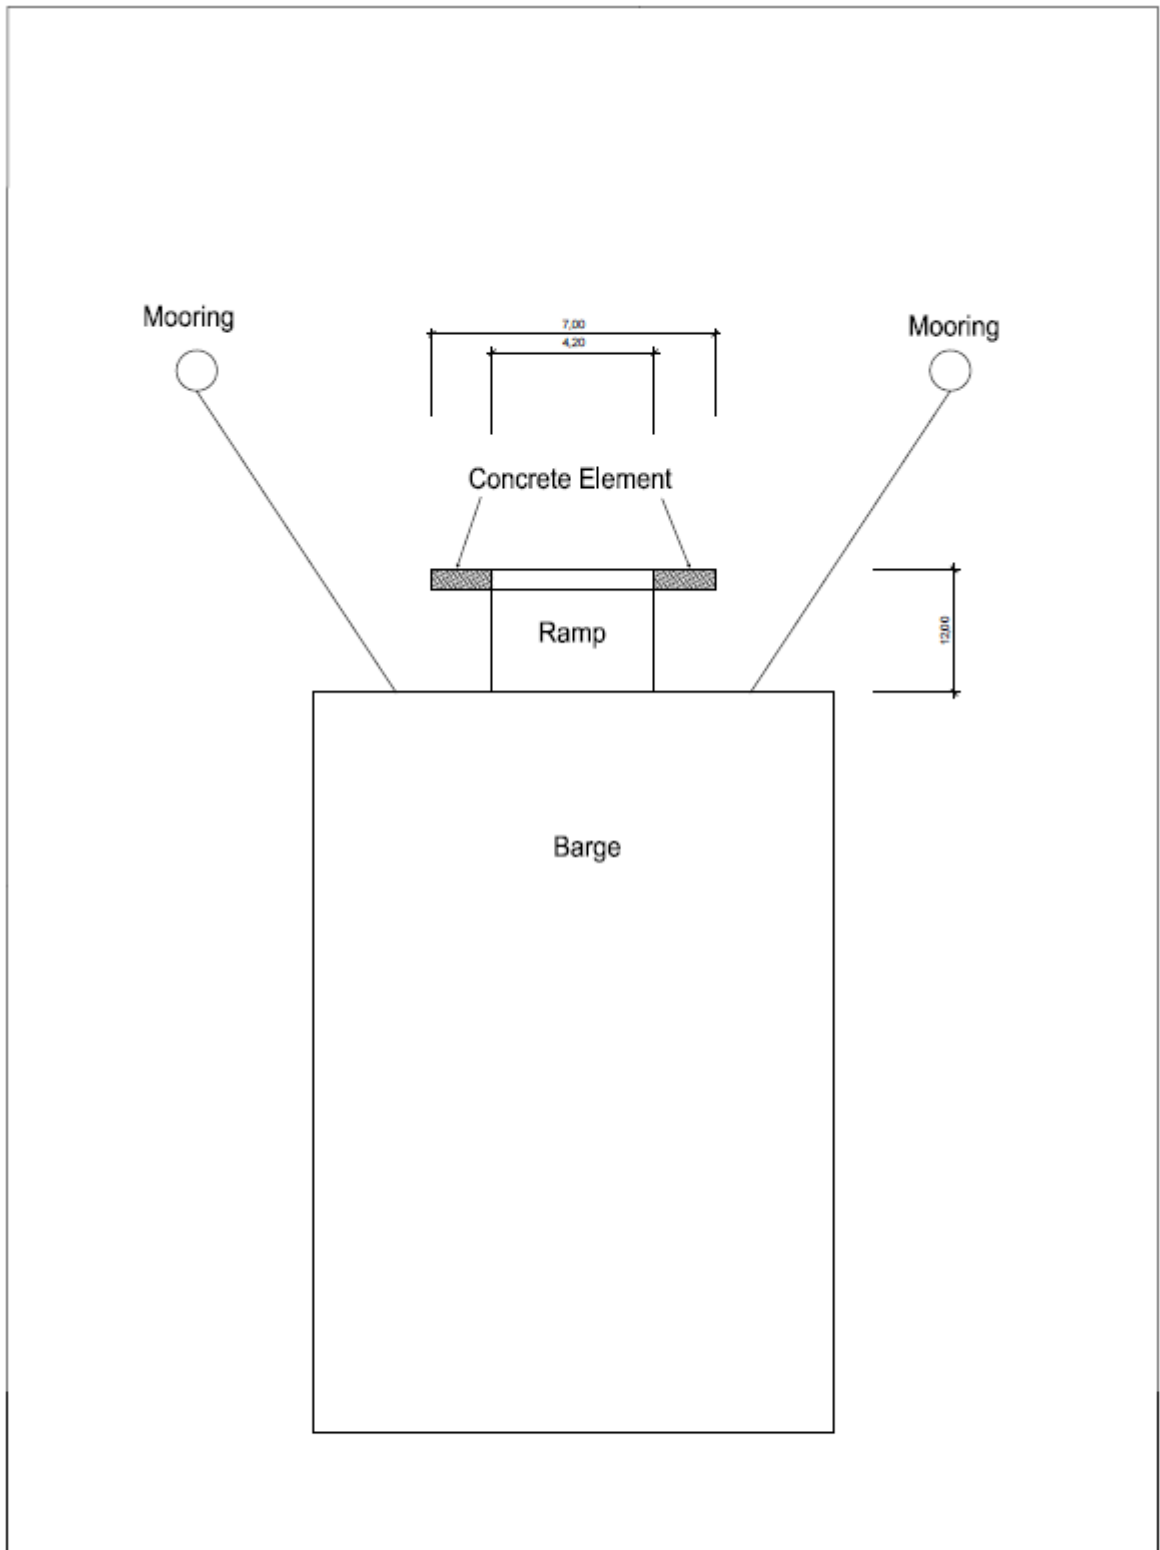 Mooring
Mooring
7,00
4,20
Concrete Element
Ramp
12,00
Barge